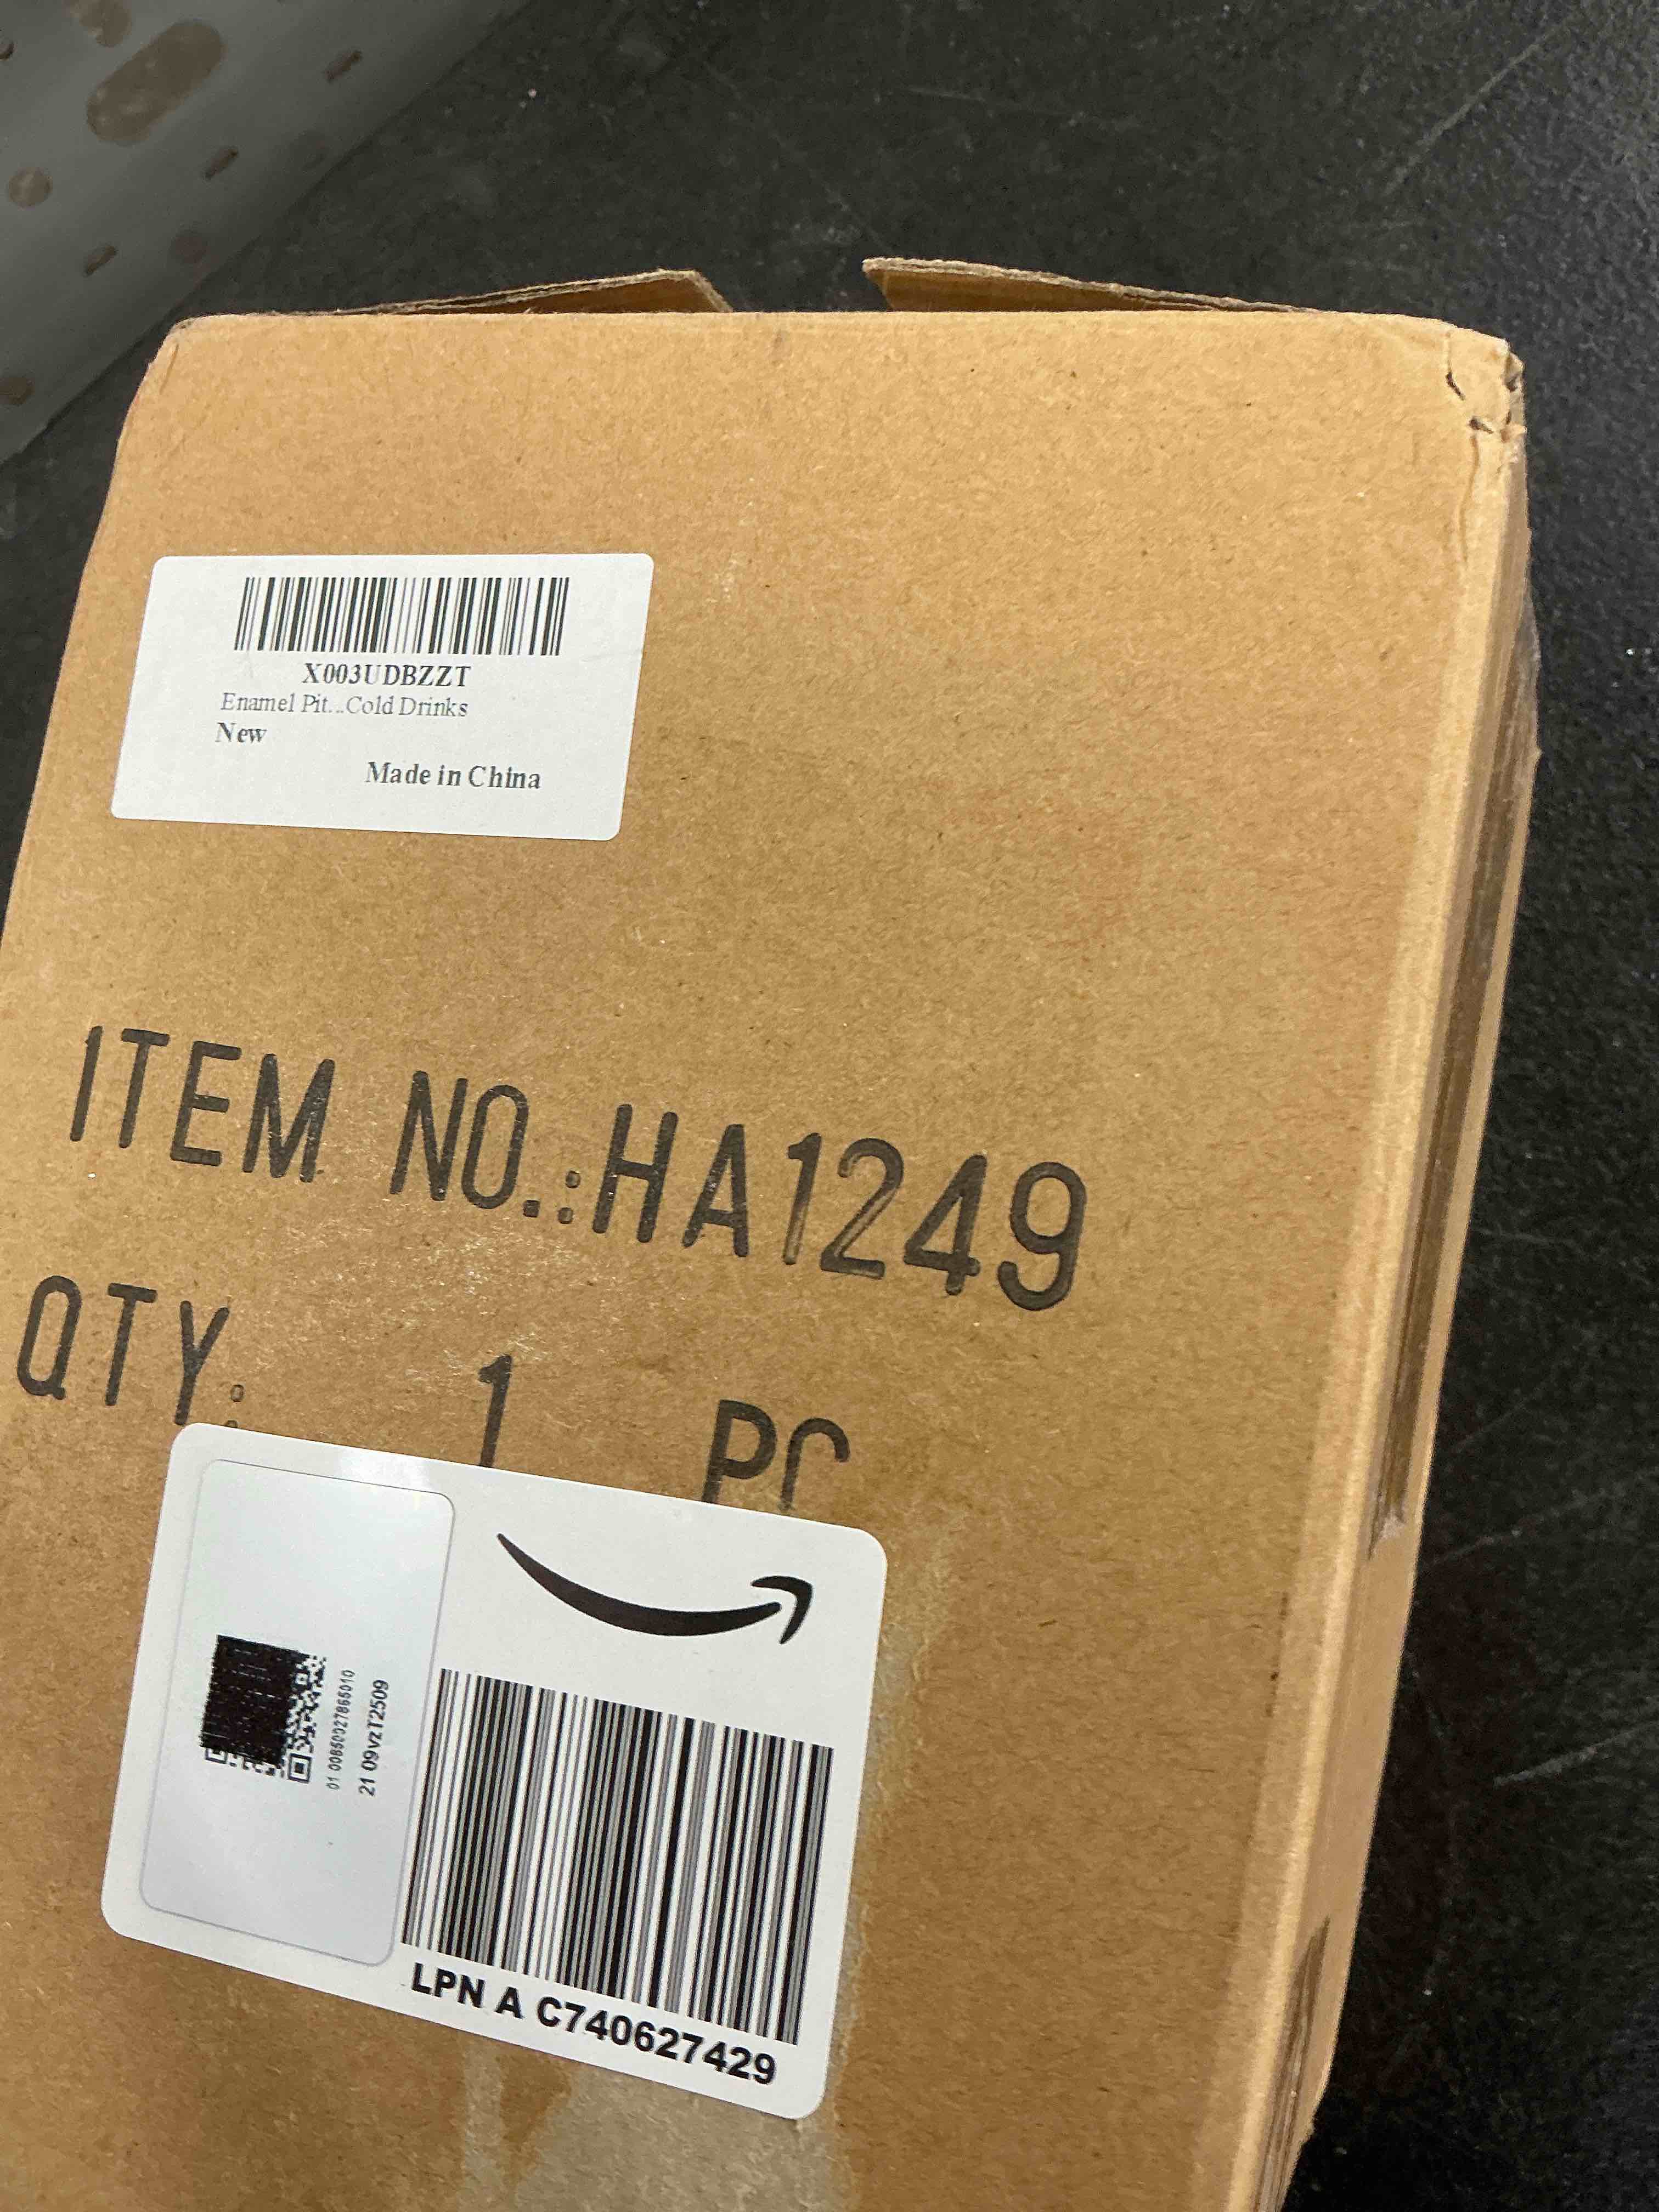 X003UDBZZT
Enamel Pit...Cold Drinks
New
Made in China
ITEM NO.:HA1249
QTY: 1 PC
01 00850027865010
21 09vzT2509
LPN A C740627429